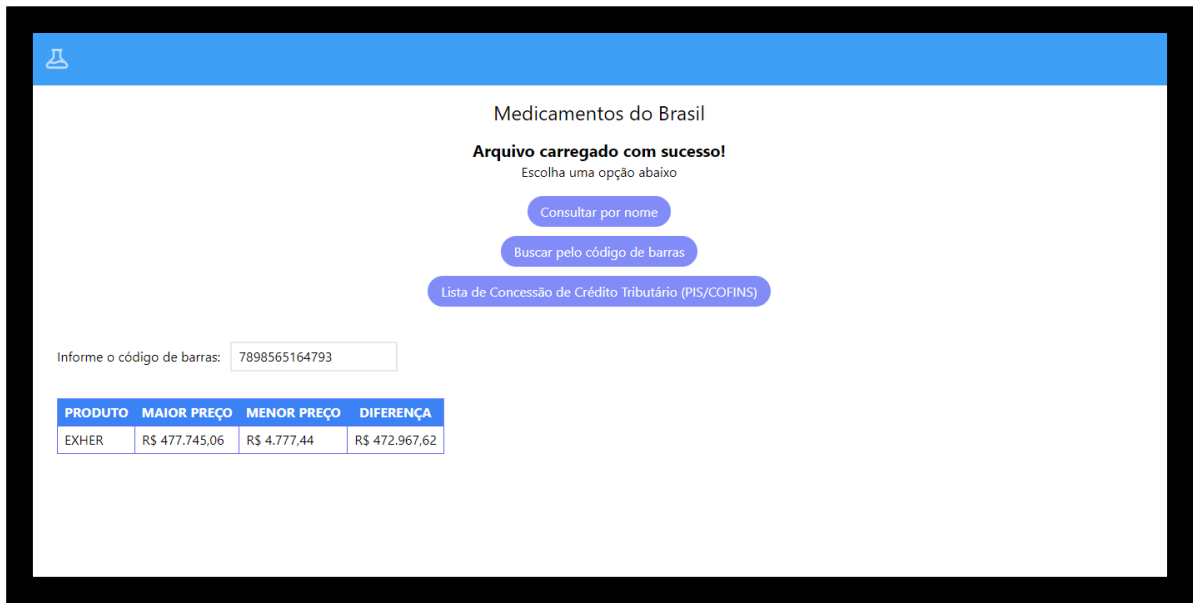 Medicamentos do Brasil
Arquivo carregado com sucesso!
Escolha uma opção abaixo
Consultar por nome
Buscar pelo código de barras
Lista de Concessão de Crédito Tributário (PIS/COFINS)
Informe o código de barras: 7898565164793
PRODUTO MAIOR PREÇO MENOR PREÇO DIFERENÇA
EXHER R$ 477.745,06 R$ 4.777,44 R$ 472.967,62